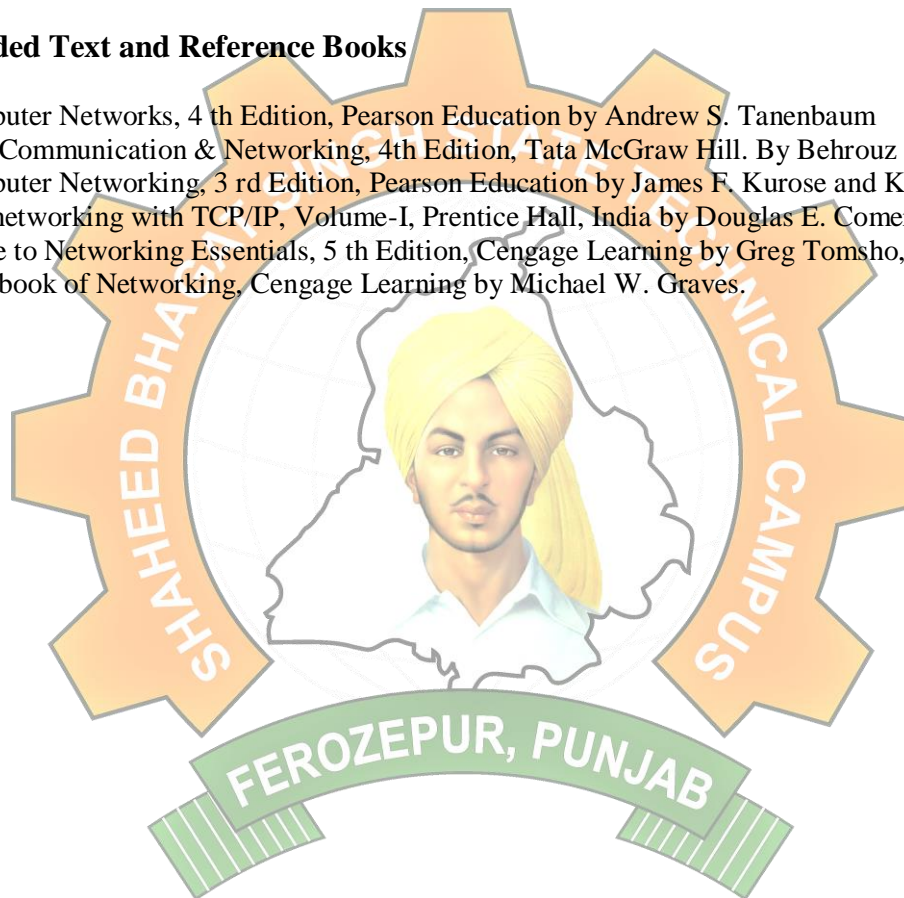 ded Text and Reference Books
puter Networks, 4 th Edition, Pearson Education by Andrew S. Tanenbaum
Communication & Networking, 4th Edition, Tata McGraw Hill. By Behrouz
puter Networking, 3 rd Edition, Pearson Education by James F. Kurose and K
networking with TCP/IP, Volume-I, Prentice Hall, India by Douglas E. Comer
e to Networking Essentials, 5 th Edition, Cengage Learning by Greg Tomsho,
book of Networking, Cengage Learning by Michael W. Graves.
SHAHEED BHAGAT SINGH STATE TECHNICAL CAMPUS
FEROZEPUR, PUNJAB